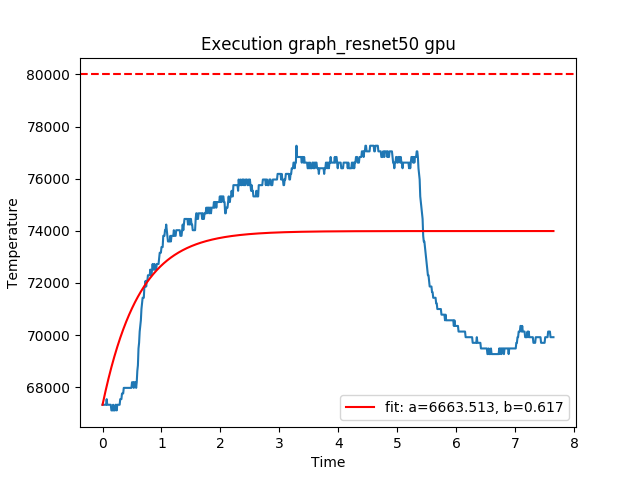 Execution graph_resnet50 gpu
80000
78000
76000
74000
72000
70000
68000
Temperature
fit: a=6663.513, b=0.617
0 1 2 3 4 5 6 7 8
Time